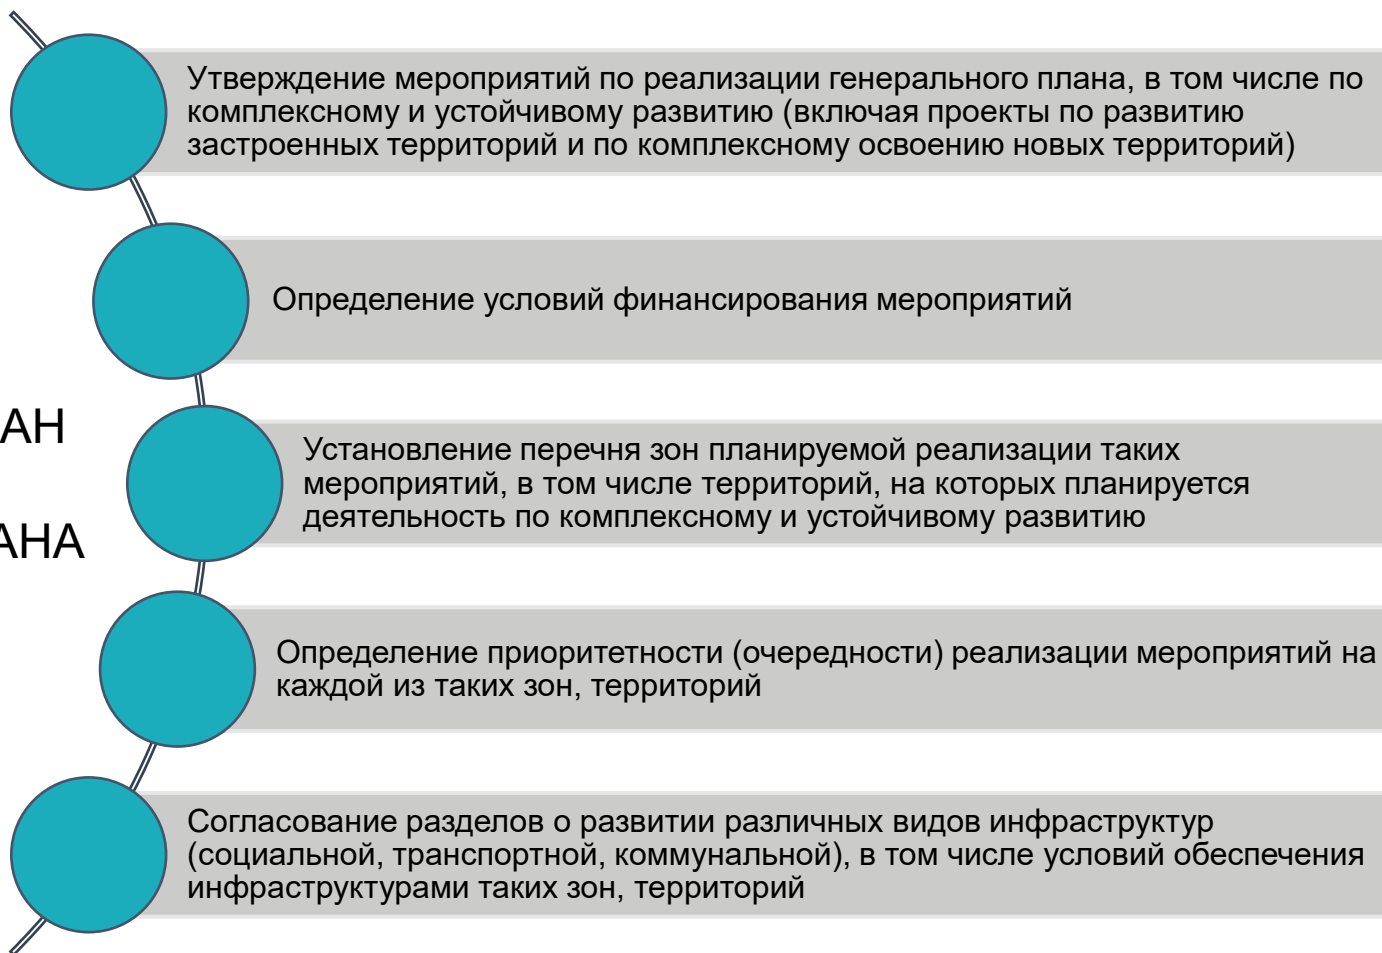 Утверждение мероприятий по реализации генерального плана, в том числе по
комплексному и устойчивому развитию (включая проекты по развитию
застроенных территорий и по комплексному освоению новых территорий)
Определение условий финансирования мероприятий
АН
АНА
Установление перечня зон планируемой реализации таких
мероприятий, в том числе территорий, на которых планируется
деятельность по комплексному и устойчивому развитию
Определение приоритетности (очередности) реализации мероприятий на
каждой из таких зон, территорий
Согласование разделов о развитии различных видов инфраструктур
(социальной, транспортной, коммунальной), в том числе условий обеспечения
инфраструктурами таких зон, территорий